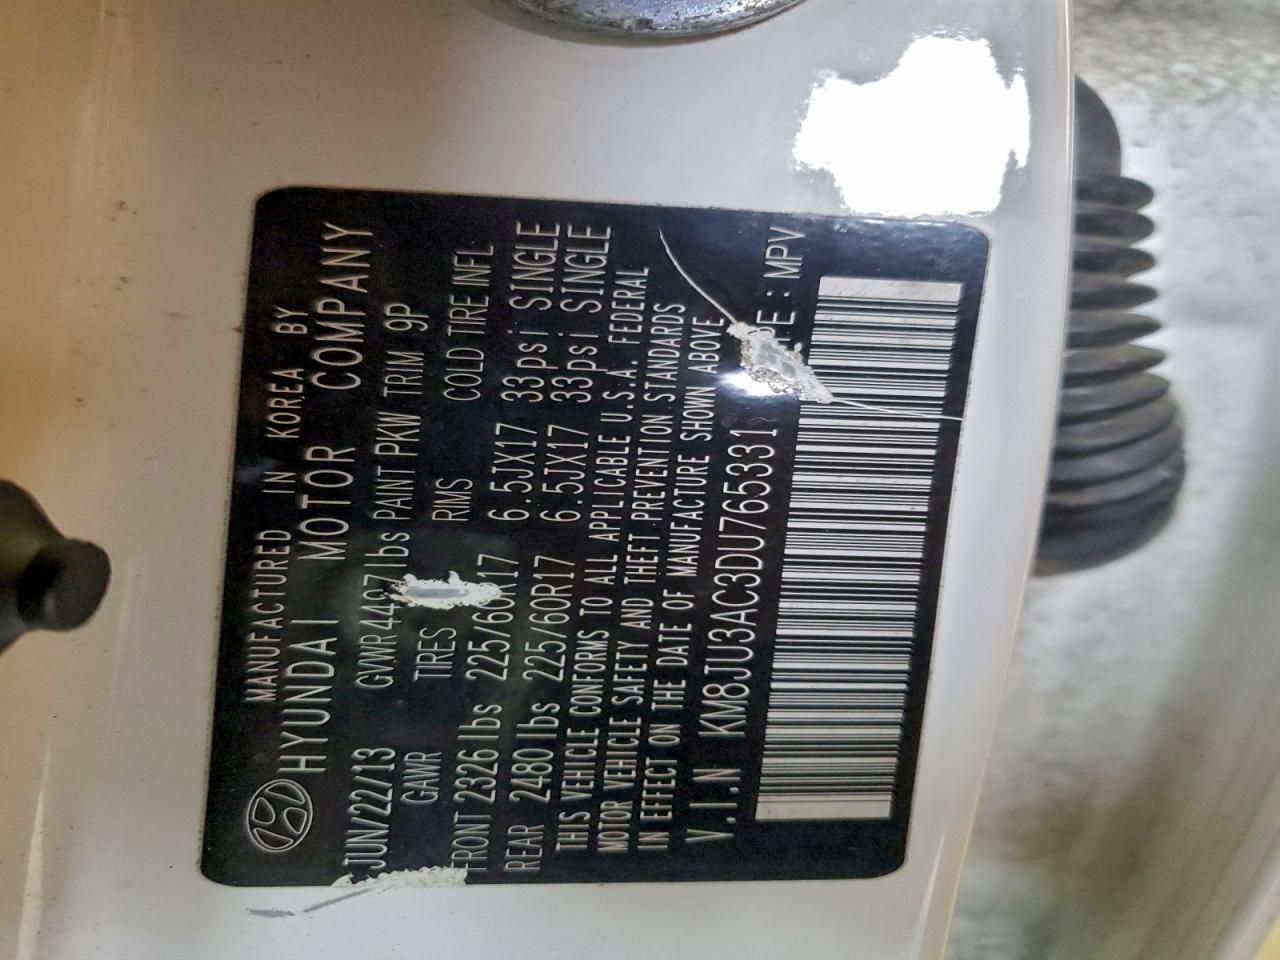 MANUFACTURED IN KOREA BY
HYUNDAI MOTOR COMPANY
JUN/22/13 GVWR lbs PAINT PKW TRIM 9P
GAWR TIRES RMS COLD TIRE INFL
FRONT 2326 lbs 225/60R17 6.5JX17 33psi SINGLE
REAR 2480 lbs 225/60R17 6.5JX17 33psi SINGLE
THIS VEHICLE CONFORMS TO ALL APPLICABLE U.S.A. FEDERAL
MOTOR VEHICLE SAFETY AND THEFT PREVENTION STANDARDS
IN EFFECT ON THE DATE OF MANUFACTURE SHOWN ABOVE
V.I.N KM8JU3AC3DU765331 : MPV